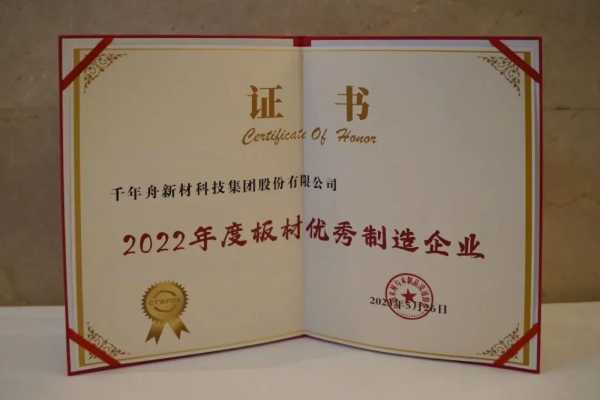 证 书
Certificate Of Honor
千年舟新材科技集团股份有限公司
2022年度板材优秀制造企业